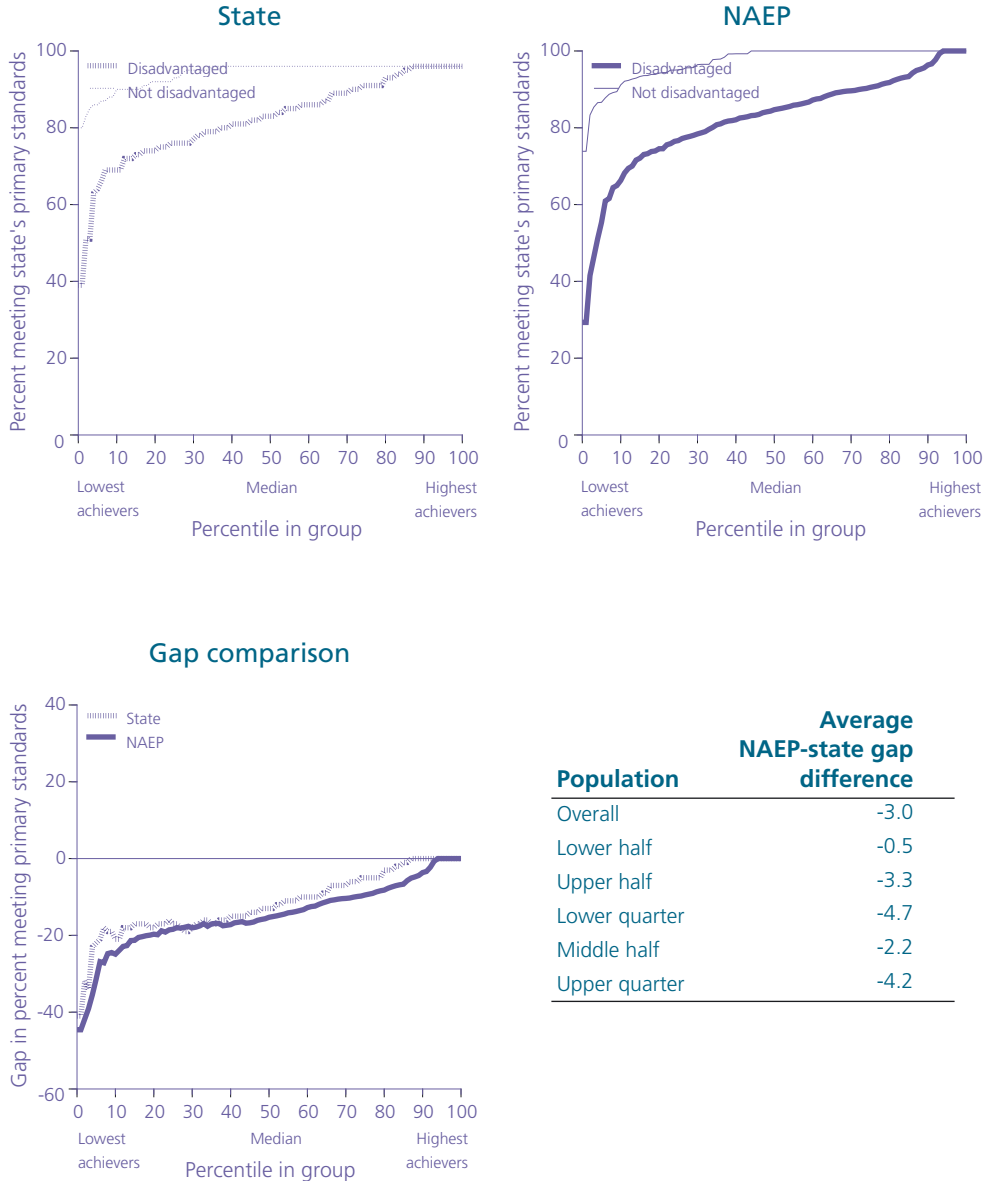 State
Percent meeting state's primary standards
100
80
60
40
20
0
Disadvantaged
Not disadvantaged
0 10 20 30 40 50 60 70 80 90 100
Lowest achievers
Median
Highest achievers
Percentile in group
NAEP
Percent meeting state's primary standards
100
80
60
40
20
0
Disadvantaged
Not disadvantaged
0 10 20 30 40 50 60 70 80 90 100
Lowest achievers
Median
Highest achievers
Percentile in group
Gap comparison
Gap in percent meeting primary standards
40
20
0
-20
-40
-60
State
NAEP
0 10 20 30 40 50 60 70 80 90 100
Lowest achievers
Median
Highest achievers
Percentile in group
Average
NAEP-state gap
Population difference
Overall -3.0
Lower half -0.5
Upper half -3.3
Lower quarter -4.7
Middle half -2.2
Upper quarter -4.2